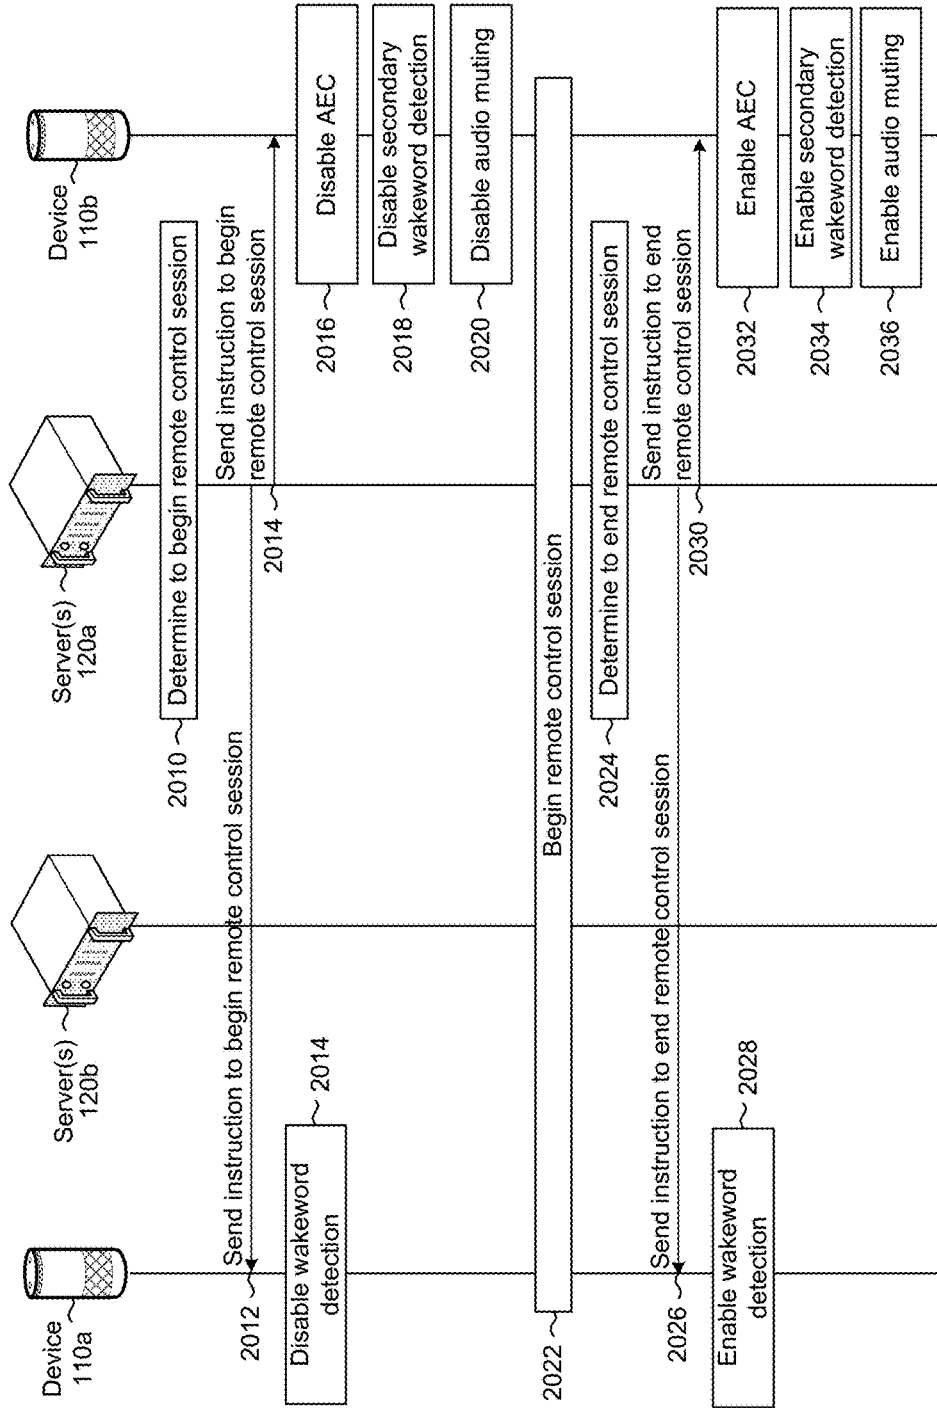 Device
110a
Server(s)
120b
Server(s)
120a
Device
110b
2010
Determine to begin remote control session
Send instruction to begin remote control session
2012
Send instruction to begin
remote control session
2014
Disable wakeword
detection
2014
2016
Disable AEC
2018
Disable secondary
wakeword detection
2020
Disable audio muting
2022
Begin remote control session
2024
Determine to end remote control session
Send instruction to end remote control session
2026
Send instruction to end
remote control session
2030
Enable wakeword
detection
2028
2032
Enable AEC
2034
Enable secondary
wakeword detection
2036
Enable audio muting